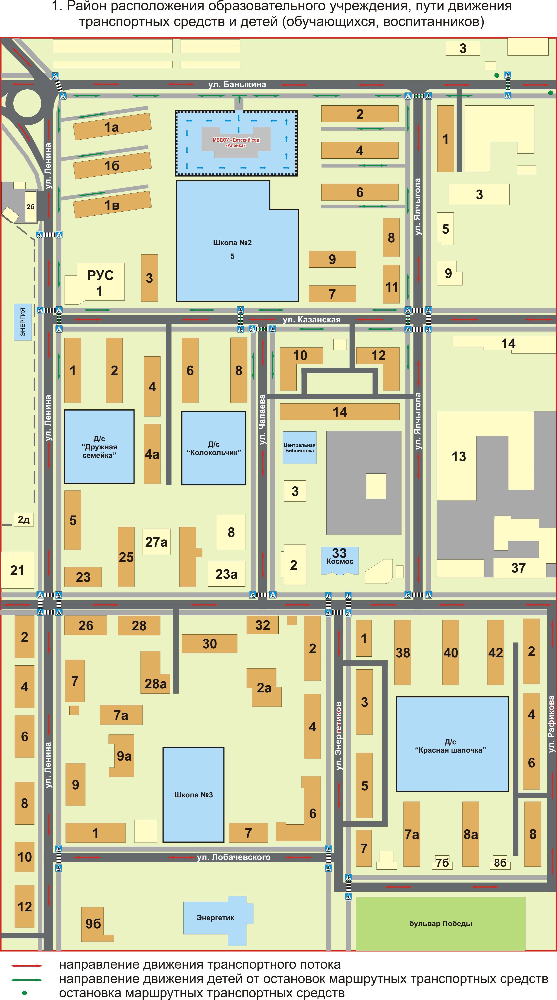 1. Район расположения образовательного учреждения, пути движения
транспортных средств и детей (обучающихся, воспитанников)
3
ул. Баныкина
1а
МБДОУ «Детский сад
«Аленка»
2
1
4
ул. Ленина
1б
6
3
2б
1в
ул. Ялчыгола
5
8
Школа №2
5
9
9
РУС
1
3
7
11
ЭНЕРГИЯ
ул. Казанская
14
10
12
1
2
4
6
8
ул. Ленина
ул. Чапаева
ул. Ялчыгола
14
Д/с
“Дружная
семейка”
4а
Д/с
“Колокольчик”
Центральная
Библиотека
13
3
2д
5
8
27а
25
33
Космос
2
21
23
23а
37
26
28
32
30
2
2
1
38
40
42
2
4
7
28а
2а
3
7а
4
4
6
9а
ул. Энергетиков
Д/с
“Красная шапочка”
ул. Рафикова
6
ул. Ленина
9
Школа №3
5
8
6
1
7
7а
8а
8
10
7
7б
8б
ул. Лобачевского
12
9б
Энергетик
бульвар Победы
направление движения транспортного потока
направление движения детей от остановок маршрутных транспортных средств
остановка маршрутных транспортных средств